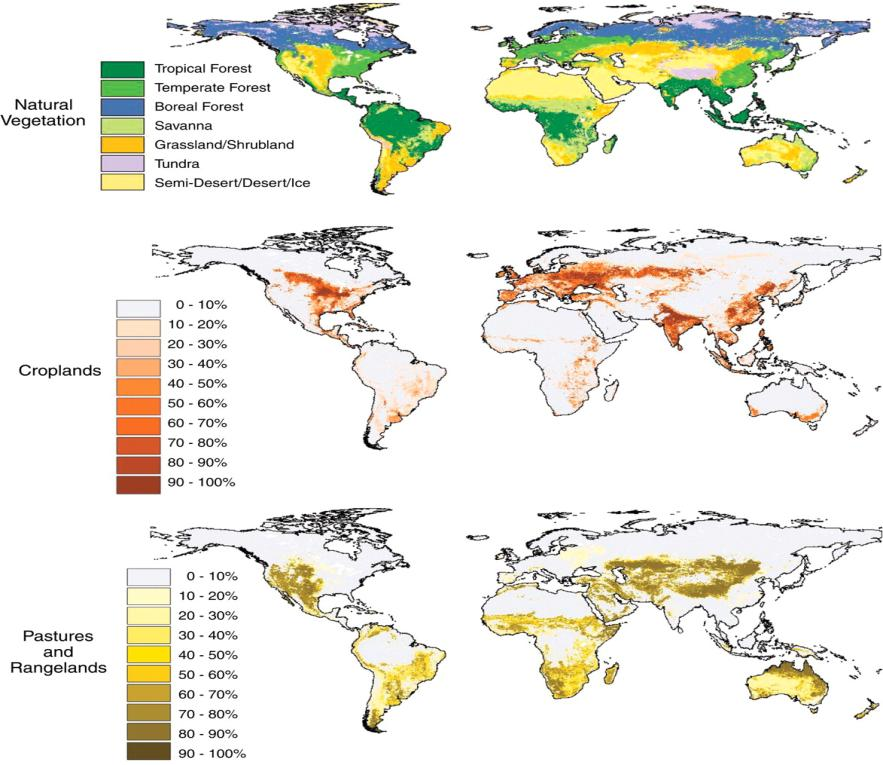 Natural
Vegetation
Tropical Forest
Temperate Forest
Boreal Forest
Savanna
Grassland/Shrubland
Tundra
Semi-Desert/Desert/Ice
Croplands
0 - 10%
10 - 20%
20 - 30%
30 - 40%
40 - 50%
50 - 60%
60 - 70%
70 - 80%
80 - 90%
90 - 100%
Pastures
and
Rangelands
0 - 10%
10 - 20%
20 - 30%
30 - 40%
40 - 50%
50 - 60%
60 - 70%
70 - 80%
80 - 90%
90 - 100%